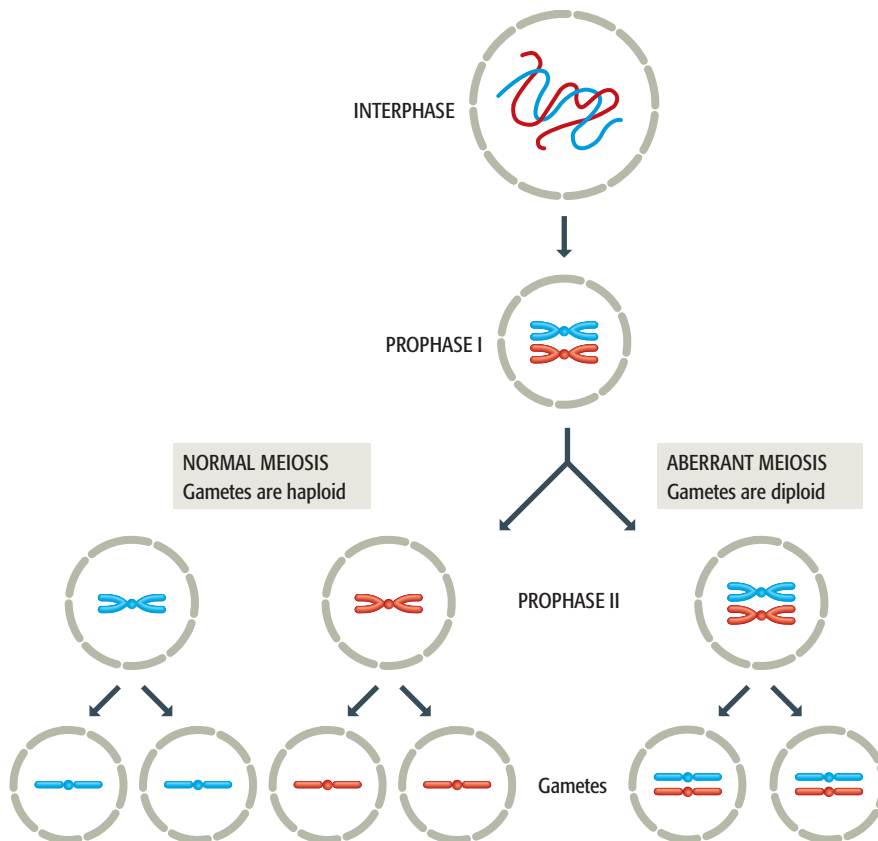 INTERPHASE
PROPHASE I
NORMAL MEIOSIS
Gametes are haploid
ABERRANT MEIOSIS
Gametes are diploid
PROPHASE II
Gametes